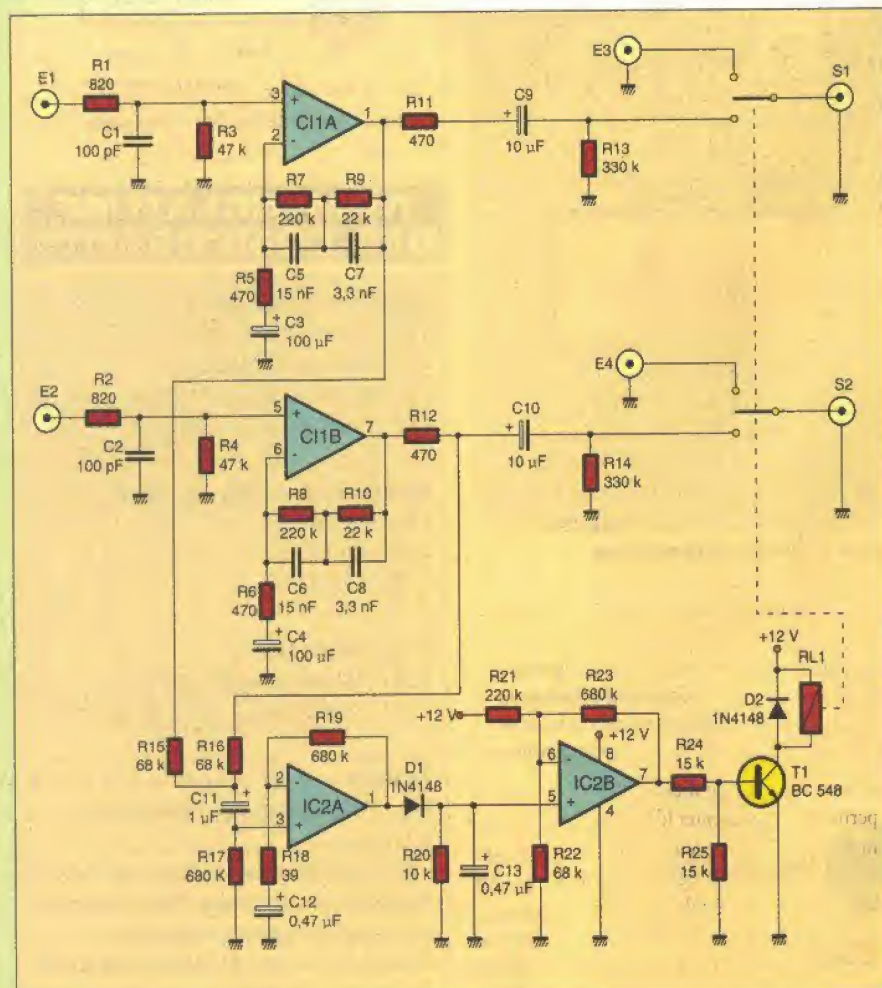 E1
R1
820
C1
100 pF
R3
47 k
3
+
2
-
CI1A
1
R11
470
C9
+
10 µF
R13
330 k
E3
S1
R7
220 k
R9
22 k
C5
15 nF
C7
3,3 nF
R5
470
+
C3
100 µF
E2
R2
820
C2
100 pF
R4
47 k
5
+
6
-
CI1B
7
R12
470
C10
+
10 µF
R14
330 k
E4
S2
R8
220 k
R10
22 k
C6
15 nF
C8
3,3 nF
R6
470
+
C4
100 µF
R15
68 k
R16
68 k
C11
+
1 µF
R17
680 K
R19
680 k
2
-
3
+
IC2A
1
R18
39
+
C12
0,47 µF
D1
1N4148
R20
10 k
+
C13
0,47 µF
+12 V
R21
220 k
R23
680 k
+12 V
6
-
5
+
IC2B
8
4
7
R22
68 k
R24
15 k
R25
15 k
+12 V
D2
1N4148
RL1
T1
BC 548